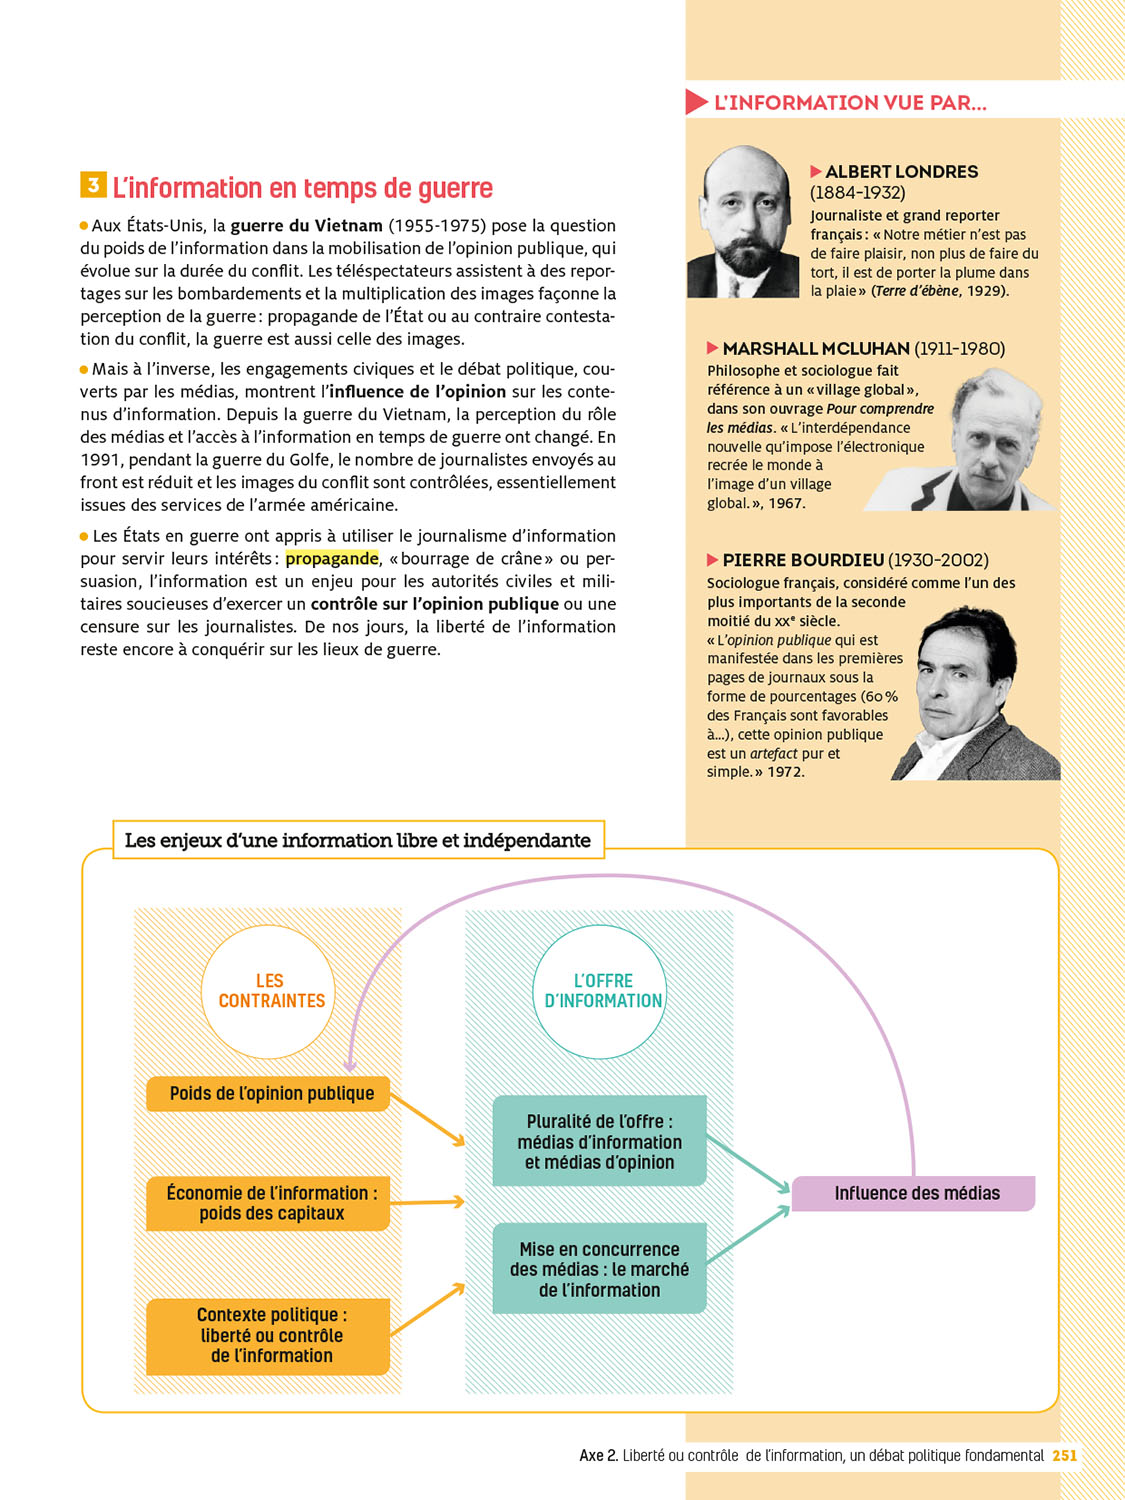 3 L'information en temps de guerre
● Aux États-Unis, la guerre du Vietnam (1955-1975) pose la question
du poids de l'information dans la mobilisation de l'opinion publique, qui
évolue sur la durée du conflit. Les téléspectateurs assistent à des repor-
tages sur les bombardements et la multiplication des images façonne la
perception de la guerre : propagande de l'État ou au contraire contesta-
tion du conflit, la guerre est aussi celle des images.
● Mais à l'inverse, les engagements civiques et le débat politique, cou-
verts par les médias, montrent l'influence de l'opinion sur les conte-
nus d'information. Depuis la guerre du Vietnam, la perception du rôle
des médias et l'accès à l'information en temps de guerre ont changé. En
1991, pendant la guerre du Golfe, le nombre de journalistes envoyés au
front est réduit et les images du conflit sont contrôlées, essentiellement
issues des services de l'armée américaine.
● Les États en guerre ont appris à utiliser le journalisme d'information
pour servir leurs intérêts : propagande, « bourrage de crâne » ou per-
suasion, l'information est un enjeu pour les autorités civiles et mili-
taires soucieuses d'exercer un contrôle sur l'opinion publique ou une
censure sur les journalistes. De nos jours, la liberté de l'information
reste encore à conquérir sur les lieux de guerre.
L'INFORMATION VUE PAR...
ALBERT LONDRES
(1884-1932)
Journaliste et grand reporter
français : « Notre métier n'est pas
de faire plaisir, non plus de faire du
tort, il est de porter la plume dans
la plaie » (Terre d'ébène, 1929).
MARSHALL MCLUHAN (1911-1980)
Philosophe et sociologue fait
référence à un « village global »,
dans son ouvrage Pour comprendre
les médias. « L'interdépendance
nouvelle qu'impose l'électronique
recrée le monde à
l'image d'un village
global. », 1967.
PIERRE BOURDIEU (1930-2002)
Sociologue français, considéré comme l'un des
plus importants de la seconde
moitié du XXe siècle.
« L'opinion publique qui est
manifestée dans les premières
pages de journaux sous la
forme de pourcentages (60 %
des Français sont favorables
à...), cette opinion publique
est un artefact pur et
simple. » 1972.
Les enjeux d'une information libre et indépendante
LES
CONTRAINTES
Poids de l'opinion publique
Économie de l'information :
poids des capitaux
Contexte politique :
liberté ou contrôle
de l'information
L'OFFRE
D'INFORMATION
Pluralité de l'offre :
médias d'information
et médias d'opinion
Mise en concurrence
des médias : le marché
de l'information
Influence des médias
Axe 2. Liberté ou contrôle de l'information, un débat politique fondamental 251